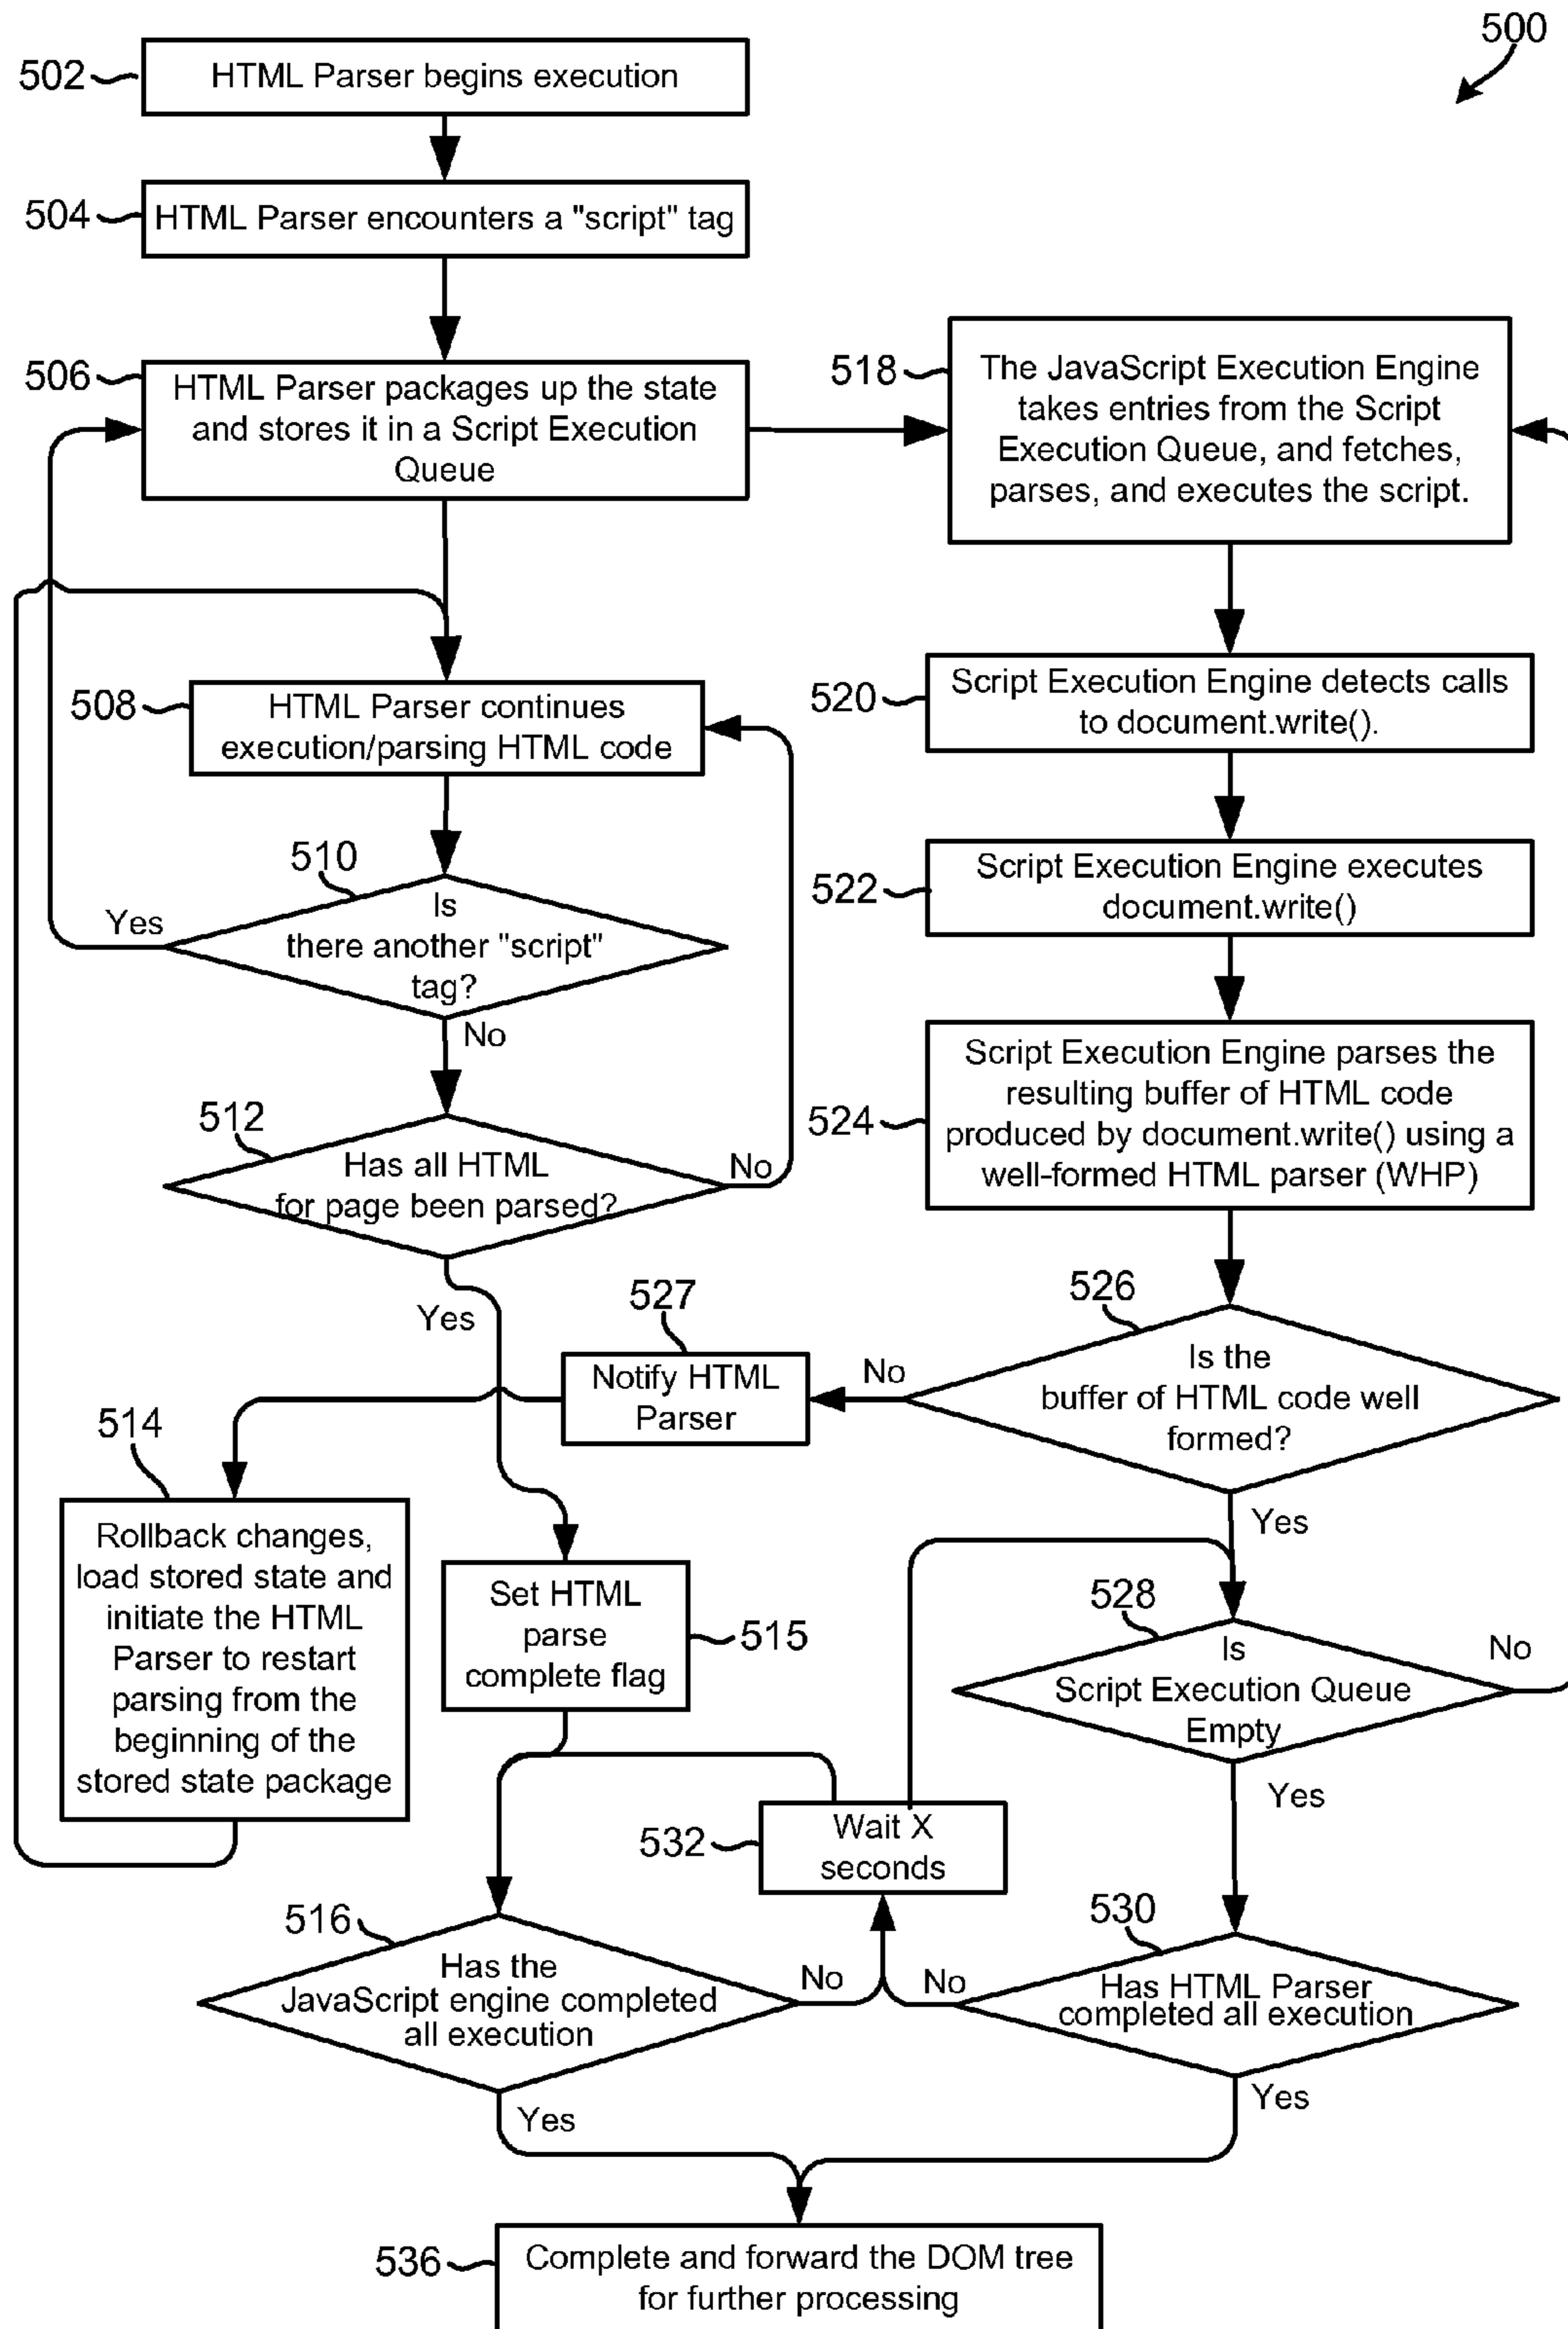 500
502
HTML Parser begins execution
504
HTML Parser encounters a "script" tag
506
HTML Parser packages up the state
and stores it in a Script Execution
Queue
518
The JavaScript Execution Engine
takes entries from the Script
Execution Queue, and fetches,
parses, and executes the script.
508
HTML Parser continues
execution/parsing HTML code
520
Script Execution Engine detects calls
to document.write().
510
Is
there another "script"
tag?
Yes
No
522
Script Execution Engine executes
document.write()
512
Has all HTML
for page been parsed?
No
Yes
524
Script Execution Engine parses the
resulting buffer of HTML code
produced by document.write() using a
well-formed HTML parser (WHP)
526
Is the
buffer of HTML code well
formed?
No
Yes
527
Notify HTML
Parser
514
Rollback changes,
load stored state and
initiate the HTML
Parser to restart
parsing from the
beginning of the
stored state package
515
Set HTML
parse
complete flag
528
Is
Script Execution Queue
Empty
No
Yes
532
Wait X
seconds
516
Has the
JavaScript engine completed
all execution
No
Yes
530
Has HTML Parser
completed all execution
No
Yes
536
Complete and forward the DOM tree
for further processing